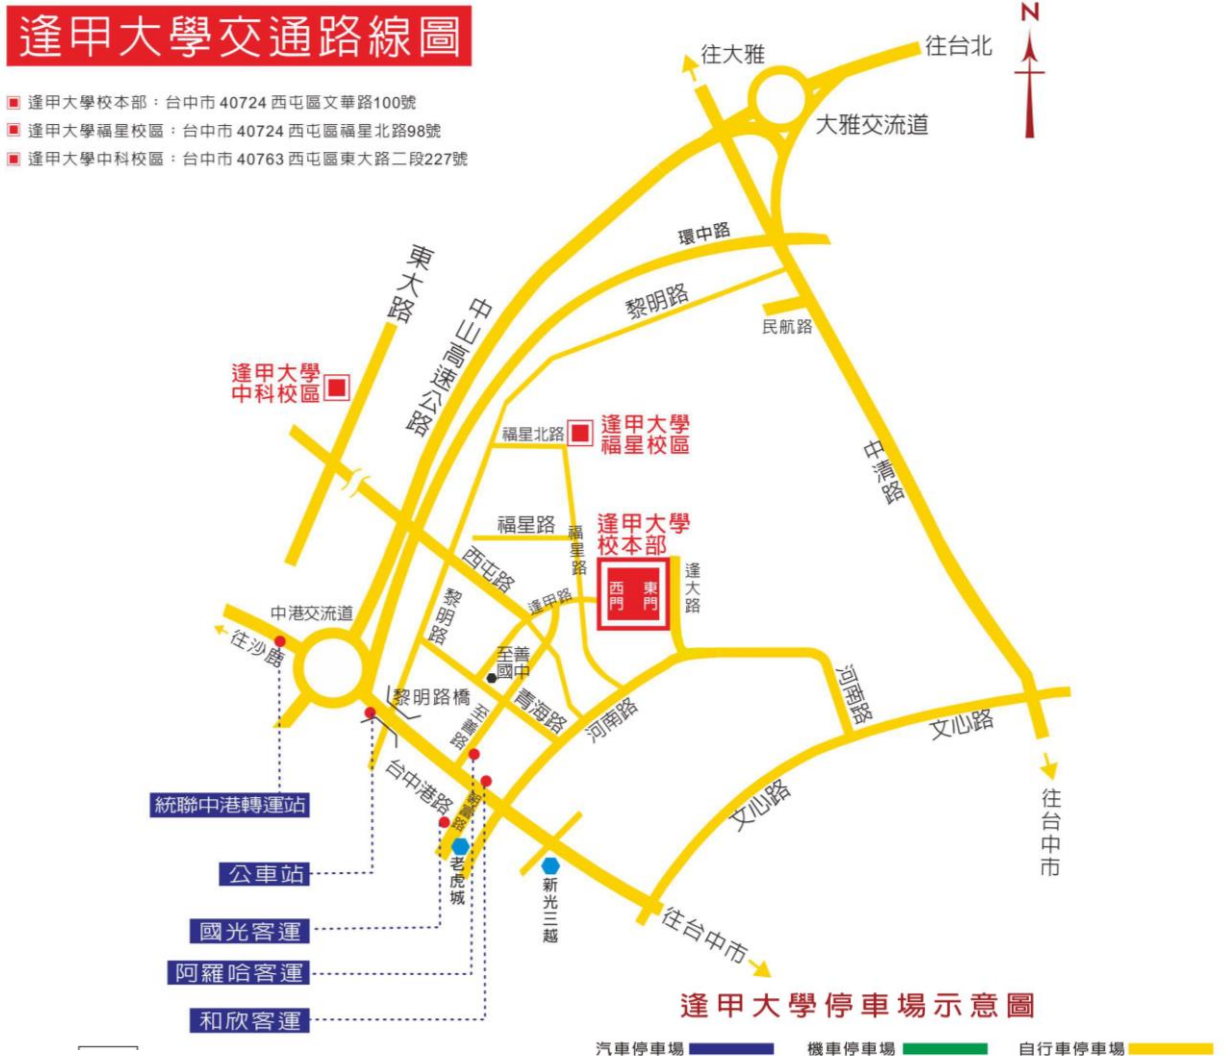 逢甲大學交通路線圖
逢甲大學校本部：台中市 40724 西屯區文華路100號
逢甲大學福星校區：台中市 40724 西屯區福星北路98號
逢甲大學中科校區：台中市 40763 西屯區東大路二段227號
N
往大雅
往台北
大雅交流道
環中路
東大路
黎明路
中山高速公路
民航路
逢甲大學
中科校區
福星北路
逢甲大學
福星校區
中清路
福星路
福星路
逢甲大學
校本部
西屯路
西門
東門
逢大路
黎明路
逢甲路
中港交流道
往沙鹿
至善國中
黎明路橋
青海路
河南路
河南路
至善路
文心路
台中港路
朝富路
文心路
往台中市
統聯中港轉運站
公車站
老虎城
新光三越
國光客運
往台中市
阿羅哈客運
和欣客運
逢甲大學停車場示意圖
汽車停車場
機車停車場
自行車停車場